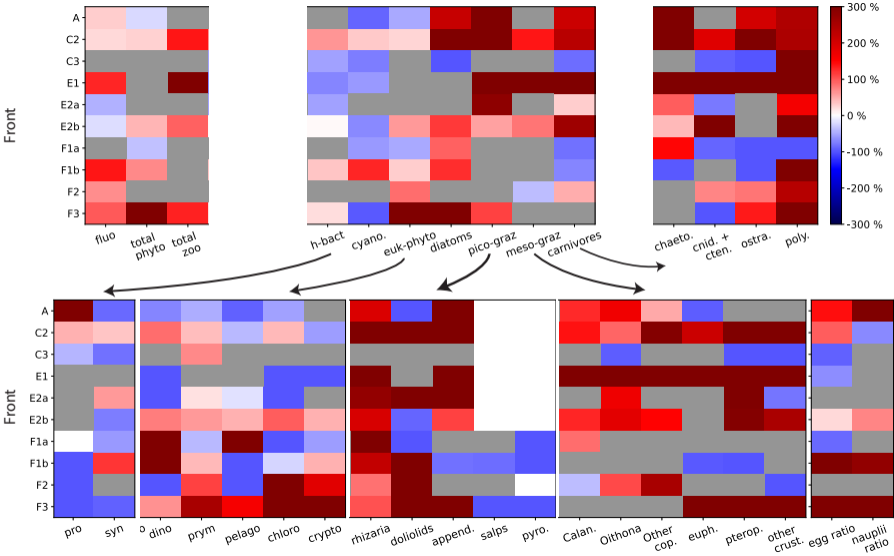 A
C2
C3
E1
E2a
E2b
F1a
F1b
F2
F3
Front
fluo
total
phyto
total
zoo
h-bact
cyano.
euk-phyto
diatoms
pico-graz
meso-graz
carnivores
chaeto.
cnid. +
cten.
ostra.
poly.
300 %
200 %
100 %
0 %
-100 %
-200 %
-300 %
A
C2
C3
E1
E2a
E2b
F1a
F1b
F2
F3
Front
pro
syn
o
dino
prym
pelago
chloro
crypto
rhizaria
doliolids
append.
salps
pyro.
Calan.
Oithona
Other
cop.
euph.
pterop.
other
crust.
egg ratio
nauplii
ratio